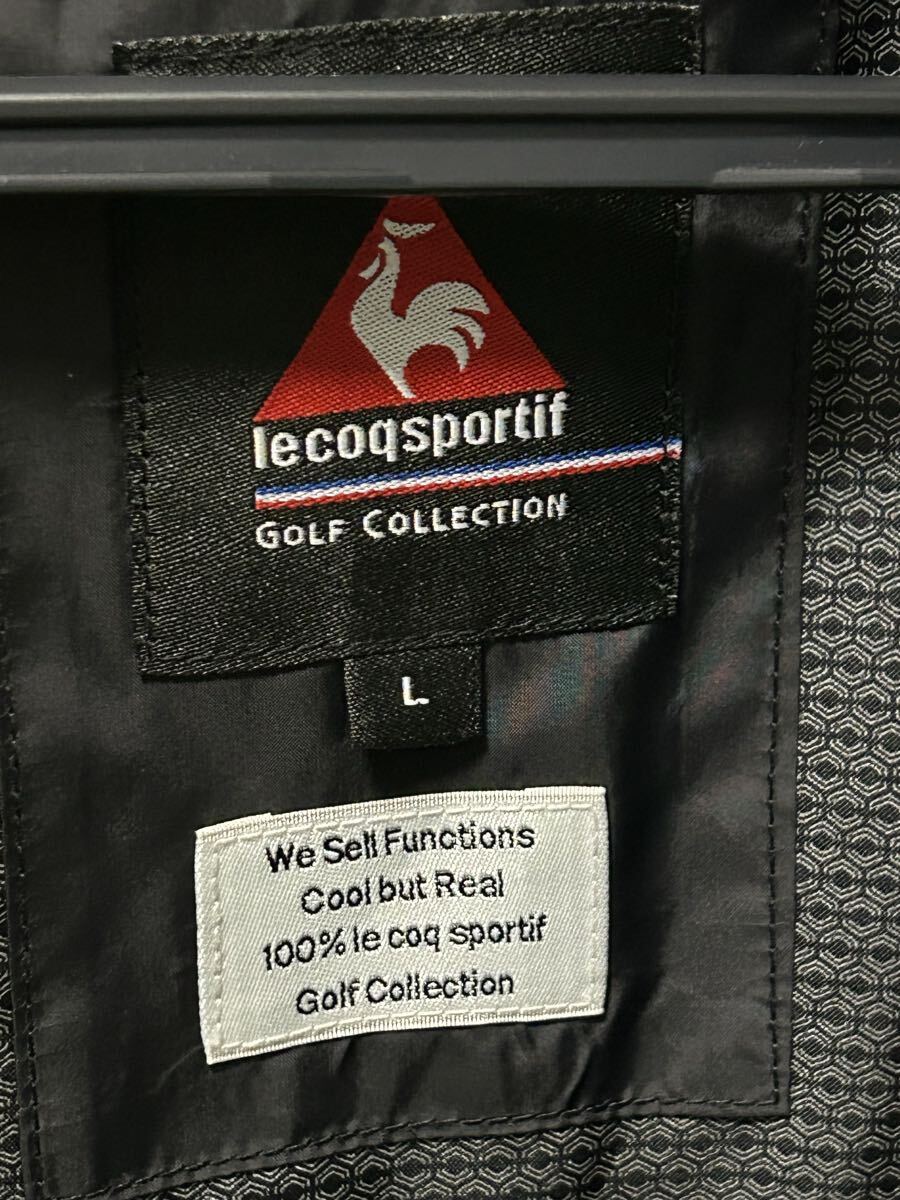 lecoqsportif
GOLF COLLECTION
L
We Sell Functions
Cool but Real
100% le coq sportif
Golf Collection